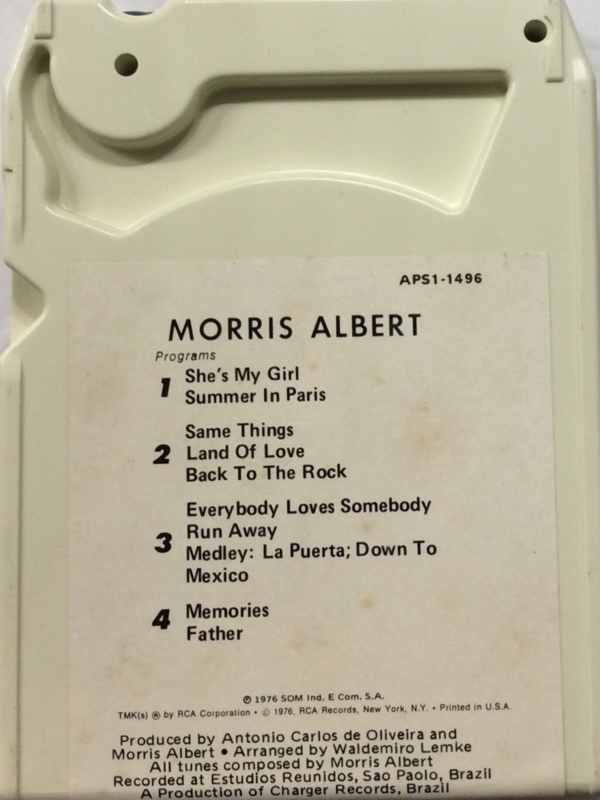 APS1-1496
MORRIS ALBERT
Programs
1 She's My Girl
Summer In Paris
2 Same Things
Land Of Love
Back To The Rock
3 Everybody Loves Somebody
Run Away
Medley: La Puerta; Down To
Mexico
4 Memories
Father
℗ 1976 SOM Ind. E Com. S.A.
TMK(s) ® by RCA Corporation • © 1976, RCA Records, New York, N.Y. • Printed in U.S.A.
Produced by Antonio Carlos de Oliveira and
Morris Albert • Arranged by Waldemiro Lemke
All tunes composed by Morris Albert
Recorded at Estudios Reunidos, Sao Paolo, Brazil
A Production of Charger Records, Brazil